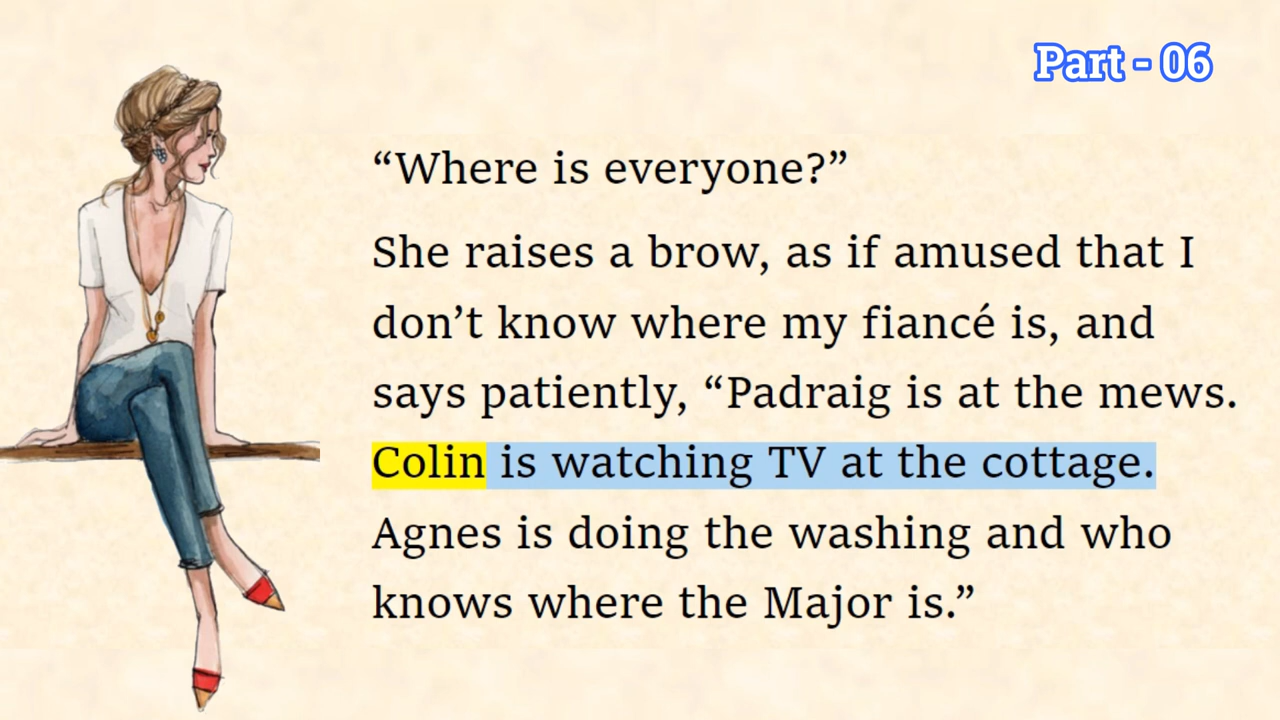 Part - 06
“Where is everyone?”
She raises a brow, as if amused that I
don’t know where my fiancé is, and
says patiently, “Padraig is at the mews.
Colin is watching TV at the cottage.
Agnes is doing the washing and who
knows where the Major is.”